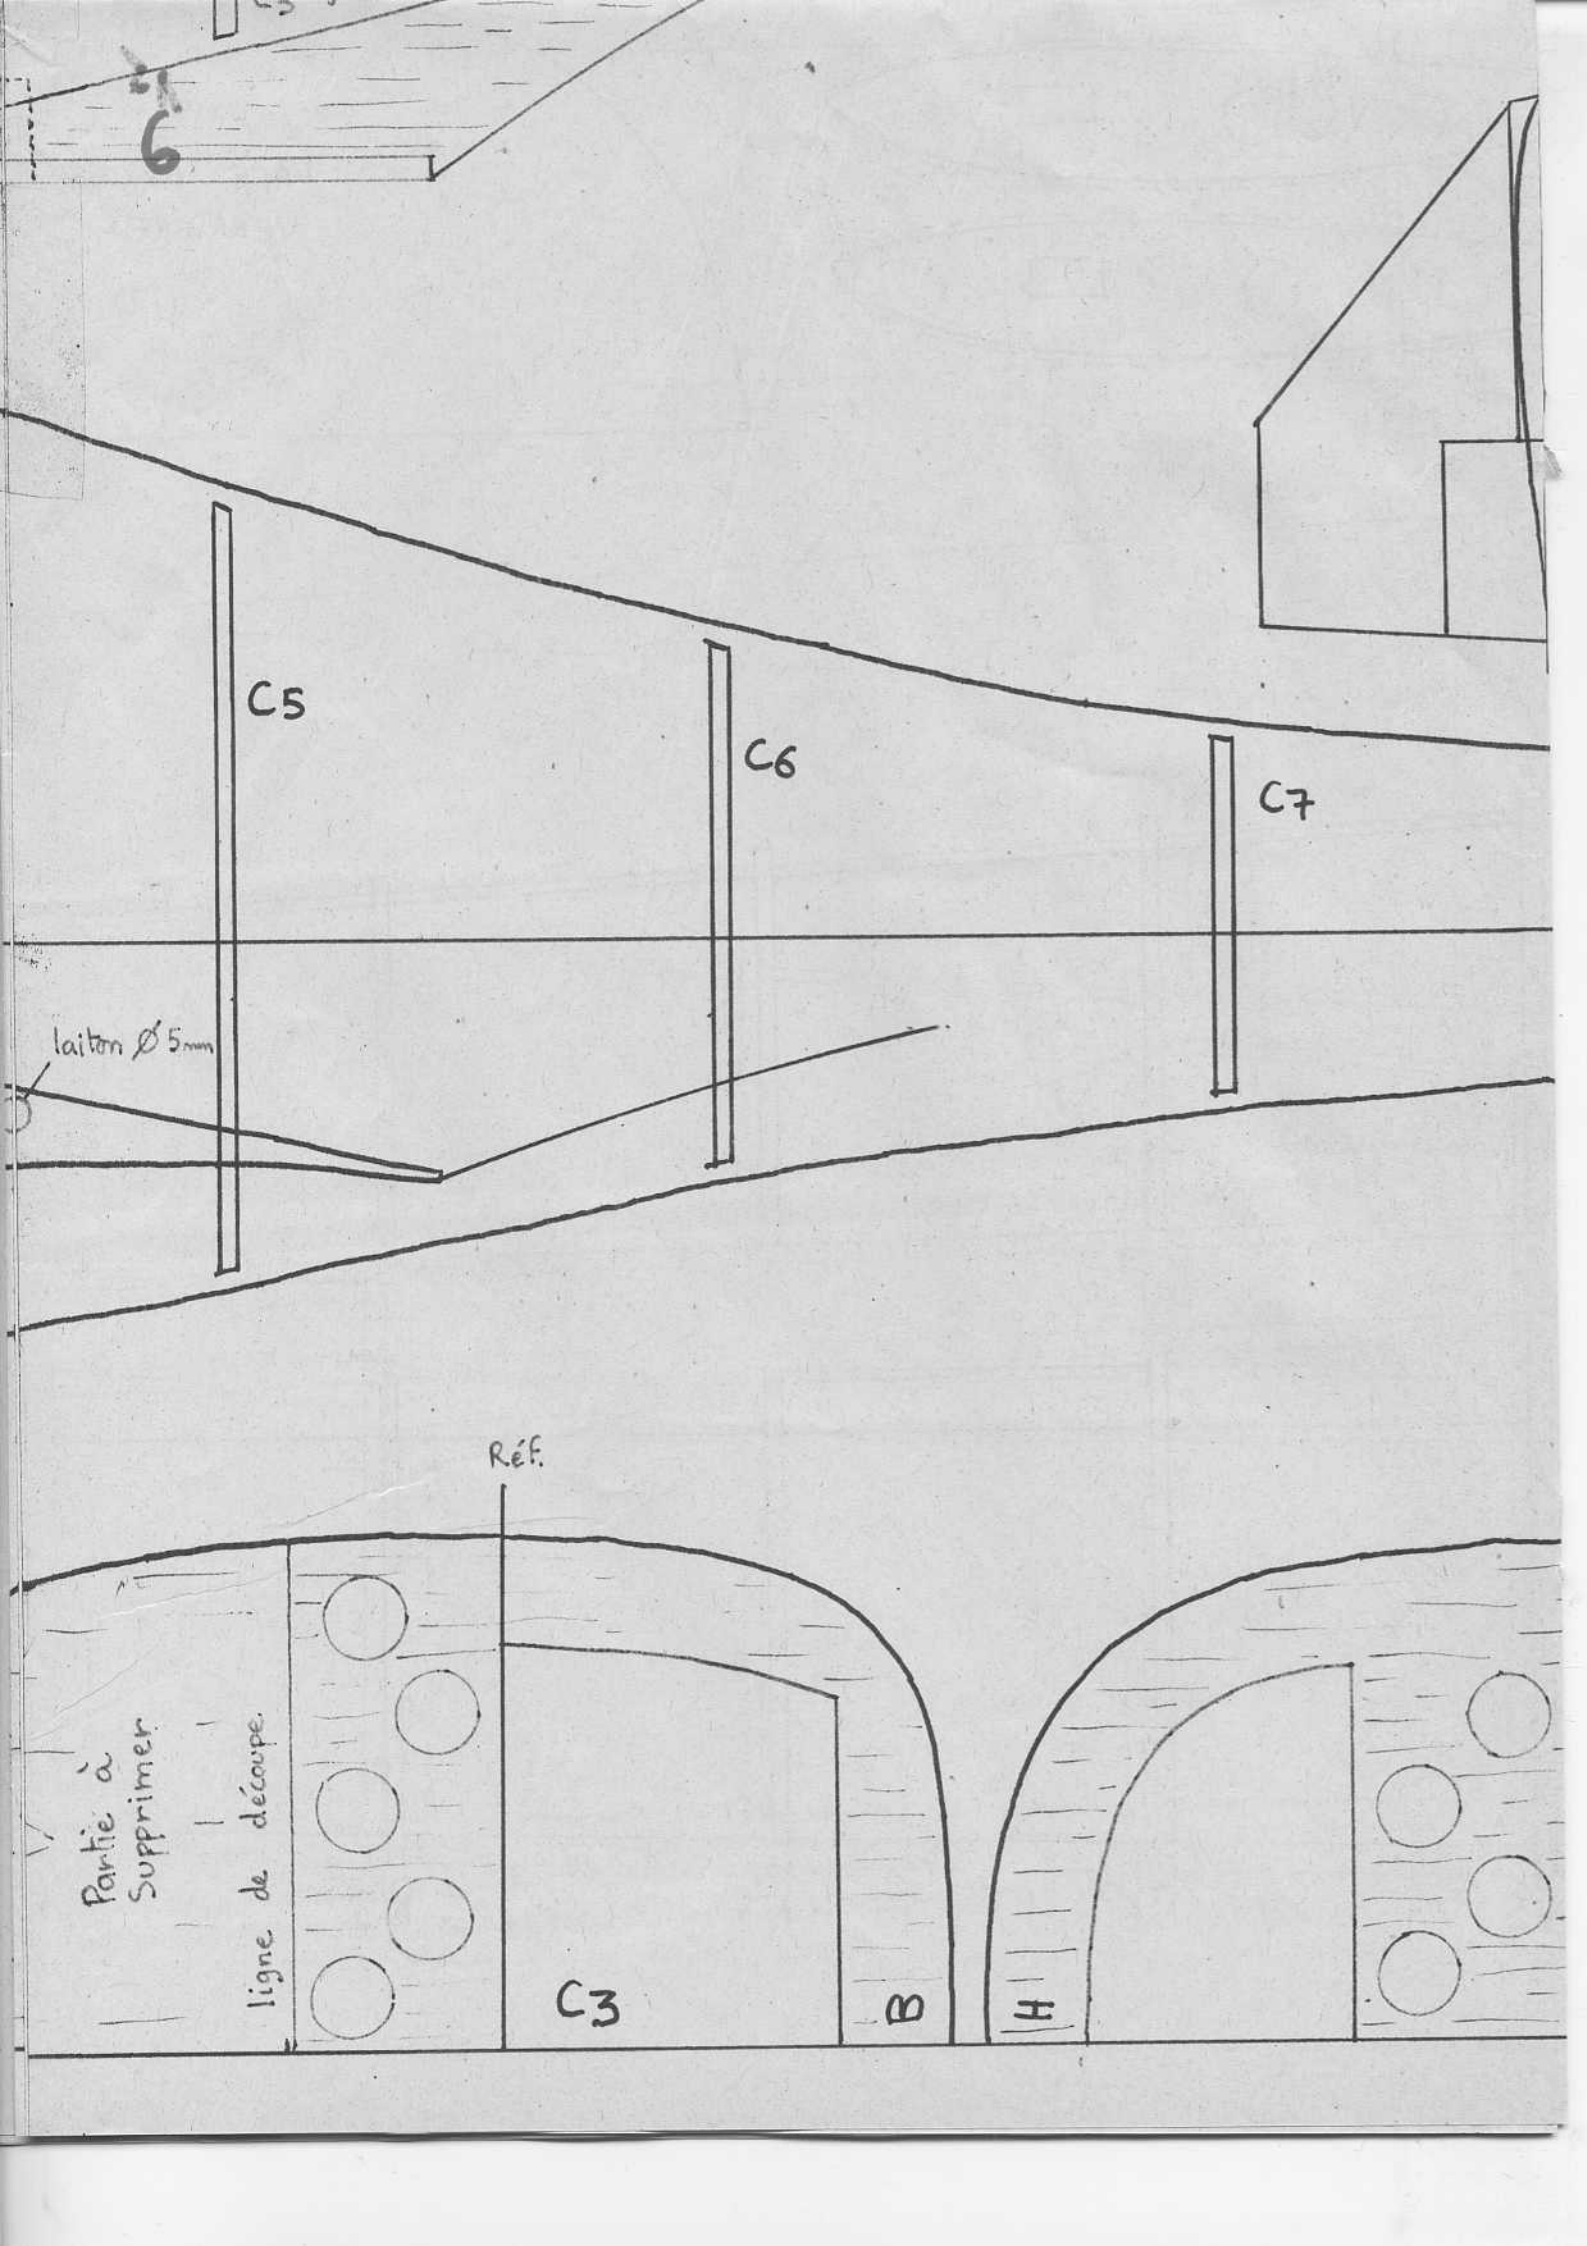 6
C5
C6
C7
laiton Ø 5mm
Réf.
Partie à
Supprimer
ligne de découpe.
C3
B
H